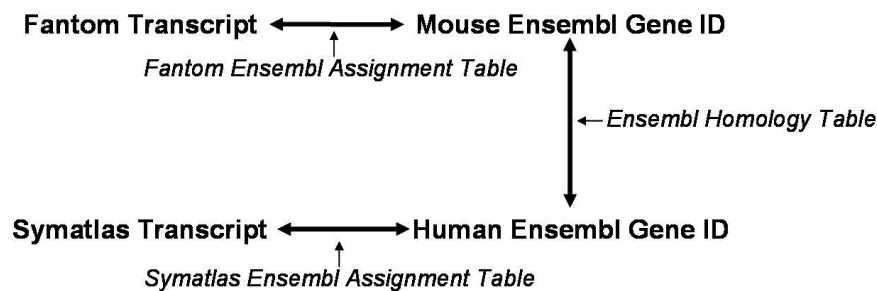 Fantom Transcript
Mouse Ensembl Gene ID
Fantom Ensembl Assignment Table
Ensembl Homology Table
Symatlas Transcript
Human Ensembl Gene ID
Symatlas Ensembl Assignment Table